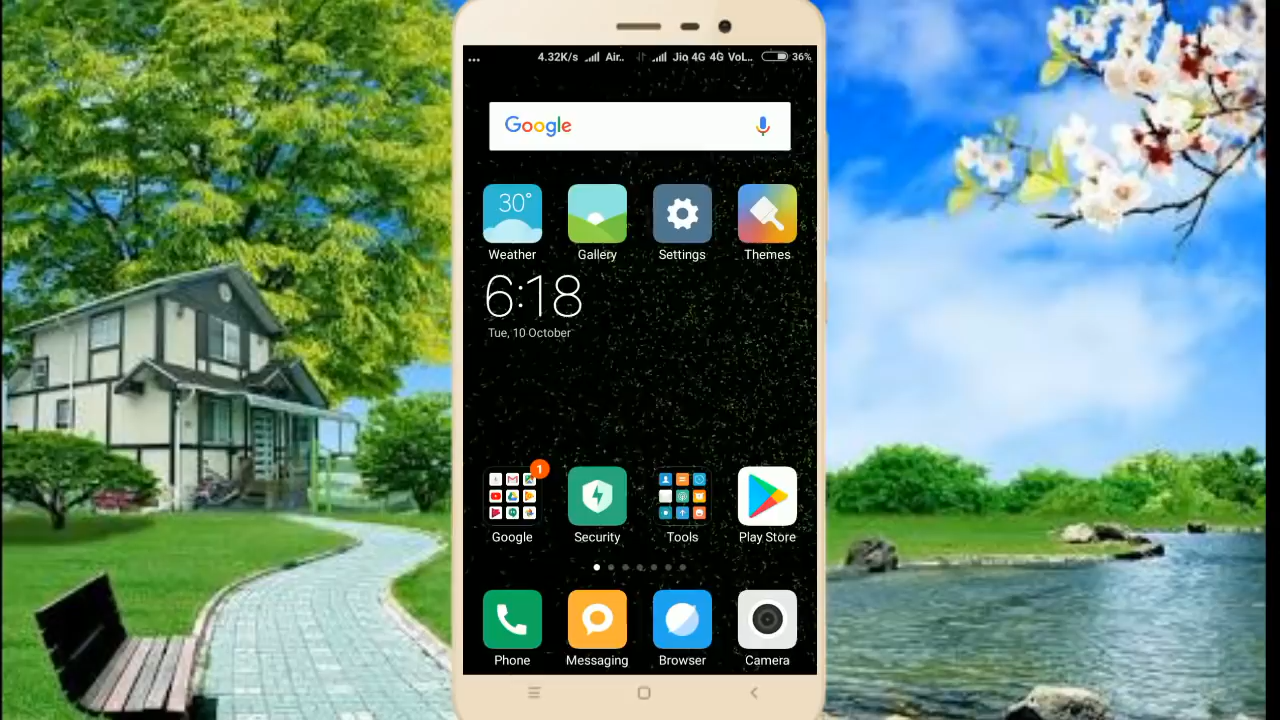 ... 4.32K/s Air.. Jio 4G 4G VoL.. 36%
Google
30°
Weather Gallery Settings Themes
6:18
Tue, 10 October
1
Google Security Tools Play Store
Phone Messaging Browser Camera